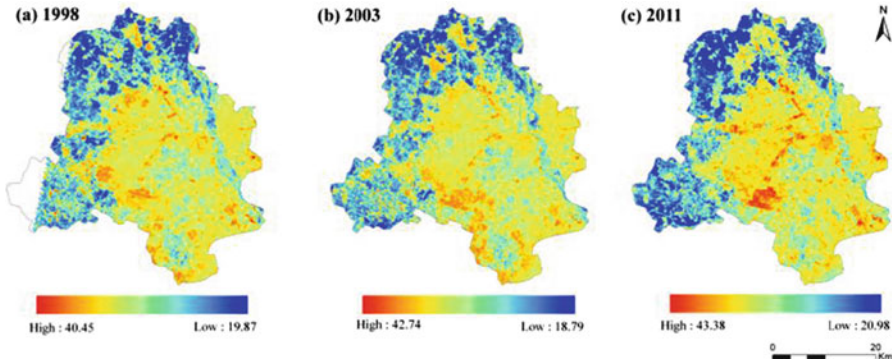 (a) 1998 (b) 2003 (c) 2011 N
High : 40.45 Low : 19.87 High : 42.74 Low : 18.79 High : 43.38 Low : 20.98
0 10 20
Km